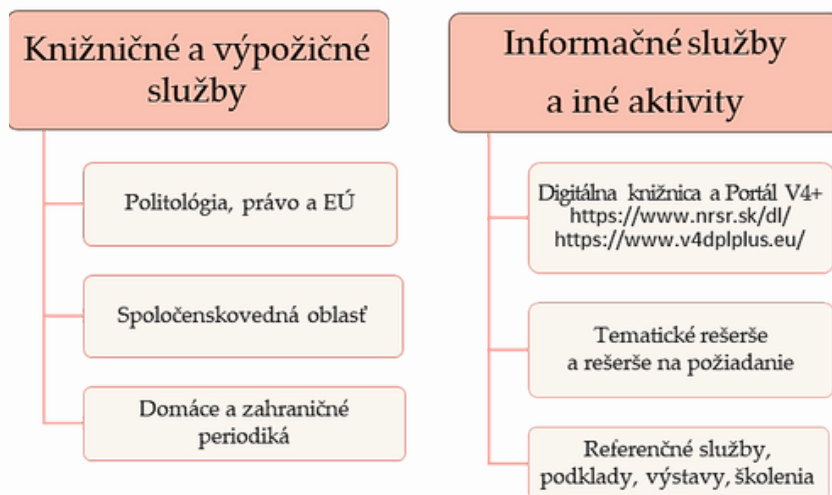 Knižničné a výpožičné
služby
Politológia, právo a EÚ
Spoločenskovedná oblasť
Domáce a zahraničné
periodiká
Informačné služby
a iné aktivity
Digitálna knižnica a Portál V4+
https://www.nrsr.sk/dl/
https://www.v4dplplus.eu/
Tematické rešerše
a rešerše na požiadanie
Referenčné služby,
podklady, výstavy, školenia